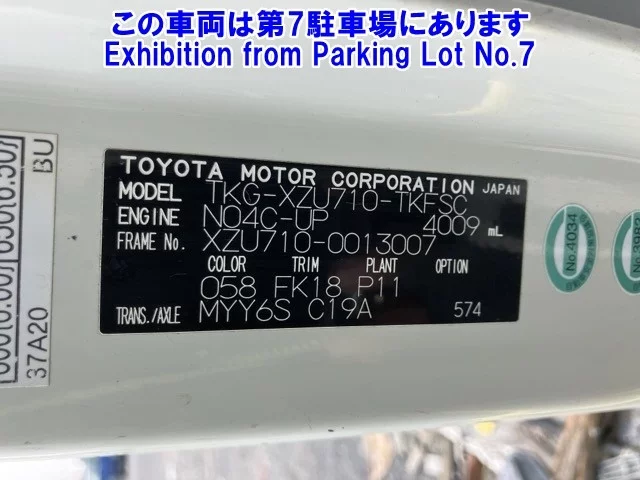 この車両は第7駐車場にあります
Exhibition from Parking Lot No.7
TOYOTA MOTOR CORPORATION JAPAN
MODEL TKG-XZU710-TKFSC
ENGINE N04C-UP 4009 mL
FRAME No. XZU710-0013007
COLOR TRIM PLANT OPTION
058 FK18 P11
TRANS./AXLE MYY6S C19A 574
BU
37A20
No.4034